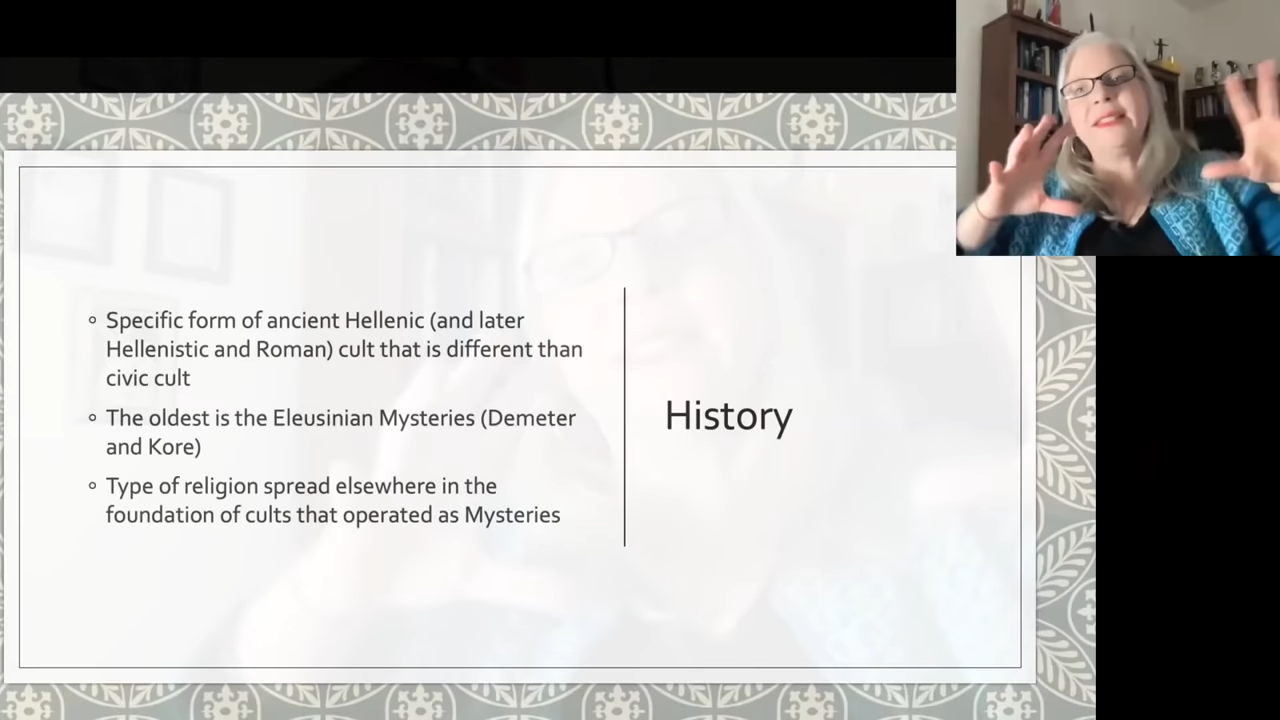 Specific form of ancient Hellenic (and later
Hellenistic and Roman) cult that is different than
civic cult
The oldest is the Eleusinian Mysteries (Demeter
and Kore)
Type of religion spread elsewhere in the
foundation of cults that operated as Mysteries
History